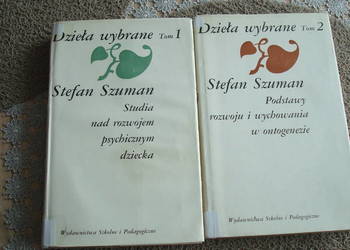 Dzieła wybrane Tom 1
Stefan Szuman
Studia
nad rozwojem
psychicznym
dziecka
Wydawnictwa Szkolne i Pedagogiczne
Dzieła wybrane Tom 2
Stefan Szuman
Podstawy
rozwoju i wychowania
w ontogenezie
Wydawnictwa Szkolne i Pedagogiczne